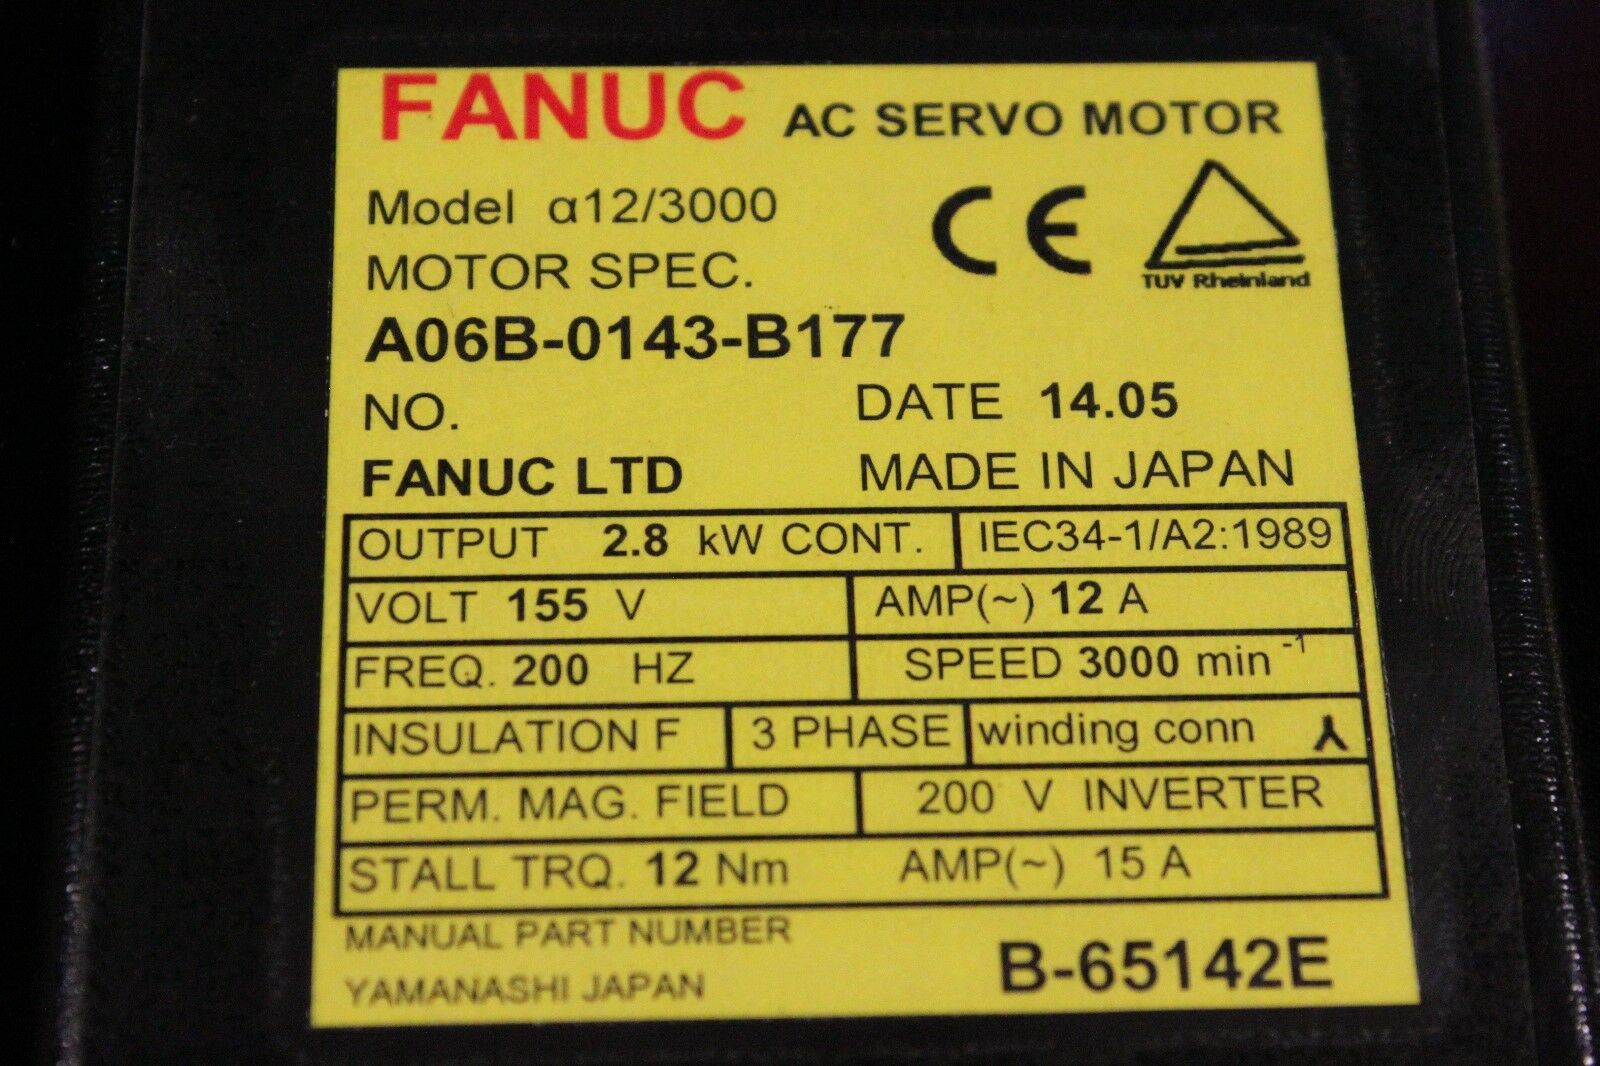 FANUC AC SERVO MOTOR
Model α12/3000
MOTOR SPEC.
CE
TUV Rheinland
A06B-0143-B177
NO. DATE 14.05
FANUC LTD MADE IN JAPAN
OUTPUT 2.8 kW CONT. IEC34-1/A2:1989
VOLT 155 V AMP(~) 12 A
FREQ. 200 HZ SPEED 3000 min⁻¹
INSULATION F 3 PHASE winding conn
PERM. MAG. FIELD 200 V INVERTER
STALL TRQ. 12 Nm AMP(~) 15 A
MANUAL PART NUMBER
B-65142E
YAMANASHI JAPAN